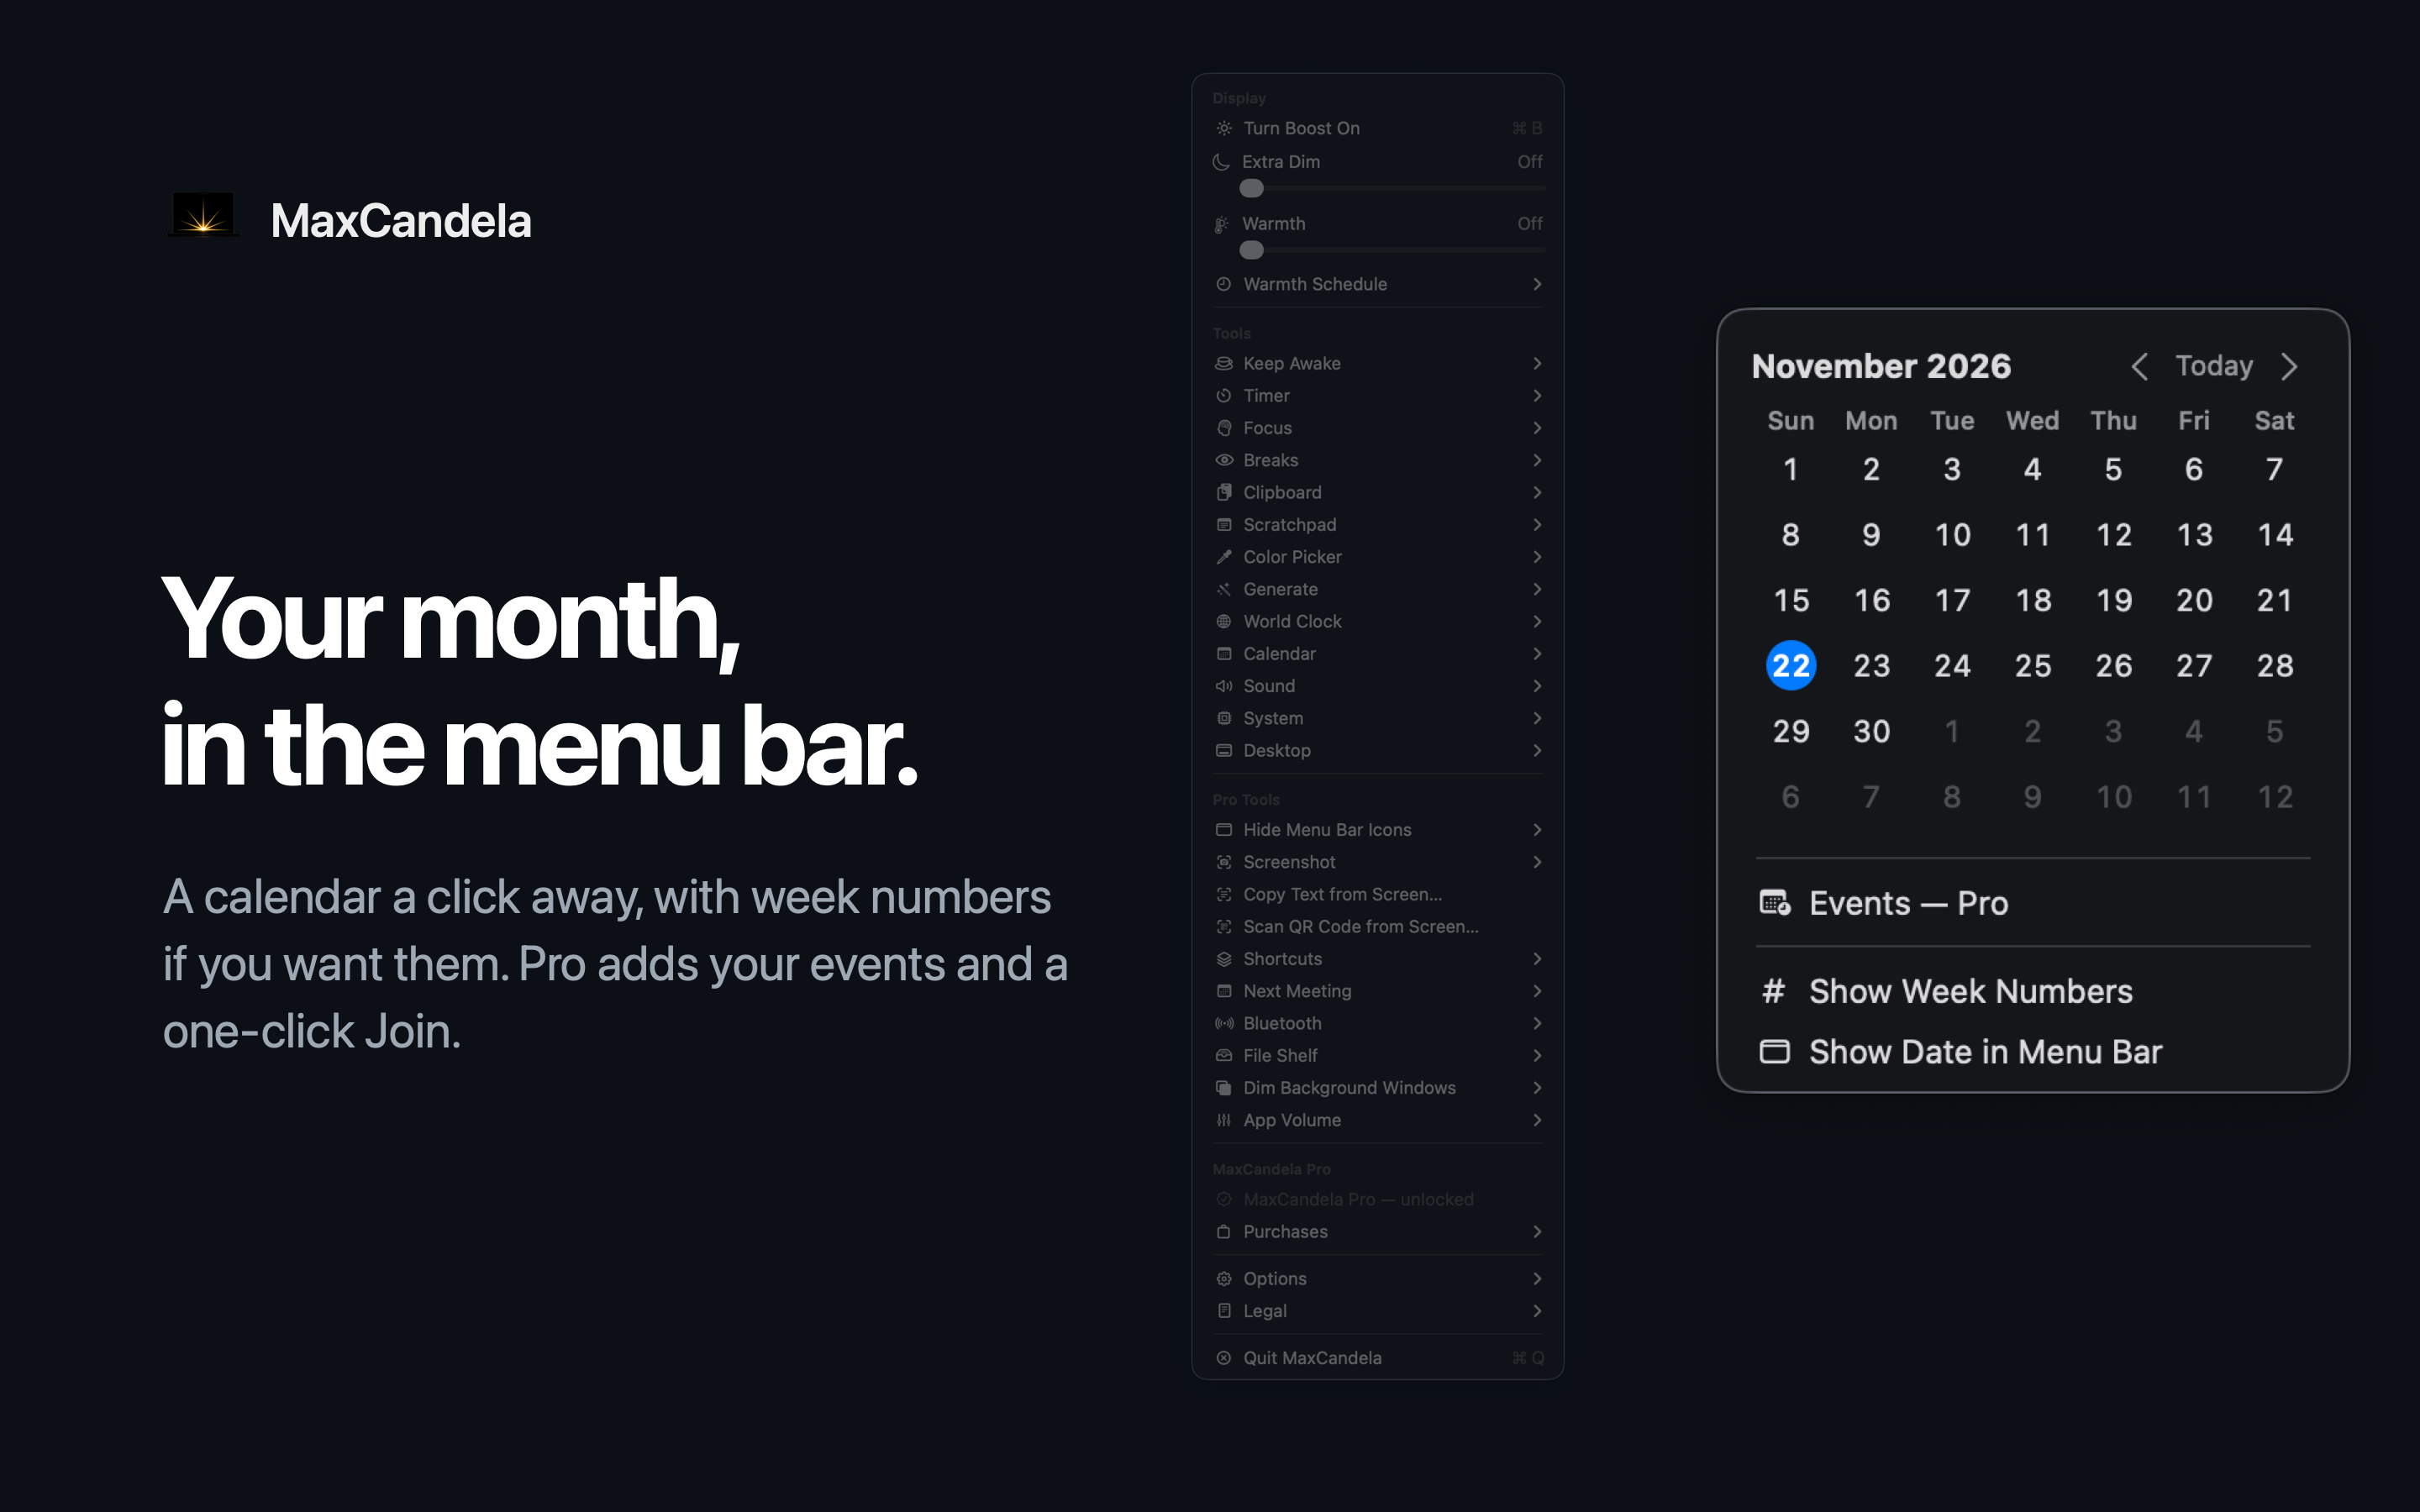 MaxCandela
Your month,
in the menu bar.
A calendar a click away, with week numbers
if you want them. Pro adds your events and a
one-click Join.
Display
Turn Boost On ⌘ B
Extra Dim Off
Warmth Off
Warmth Schedule
Tools
Keep Awake
Timer
Focus
Breaks
Clipboard
Scratchpad
Color Picker
Generate
World Clock
Calendar
Sound
System
Desktop
Pro Tools
Hide Menu Bar Icons
Screenshot
Copy Text from Screen...
Scan QR Code from Screen...
Shortcuts
Next Meeting
Bluetooth
File Shelf
Dim Background Windows
App Volume
MaxCandela Pro
MaxCandela Pro — unlocked
Purchases
Options
Legal
Quit MaxCandela ⌘ Q
November 2026 Today
Sun Mon Tue Wed Thu Fri Sat
1 2 3 4 5 6 7
8 9 10 11 12 13 14
15 16 17 18 19 20 21
22 23 24 25 26 27 28
29 30 1 2 3 4 5
6 7 8 9 10 11 12
Events — Pro
# Show Week Numbers
Show Date in Menu Bar